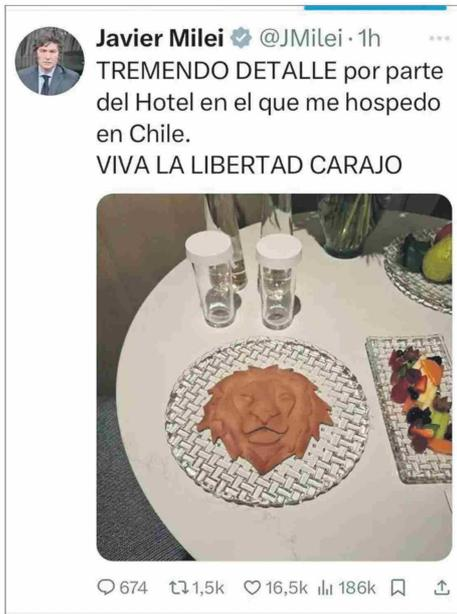 Javier Milei @JMilei · 1h
TREMENDO DETALLE por parte
del Hotel en el que me hospedo
en Chile.
VIVA LA LIBERTAD CARAJO
674 1,5k 16,5k 186k